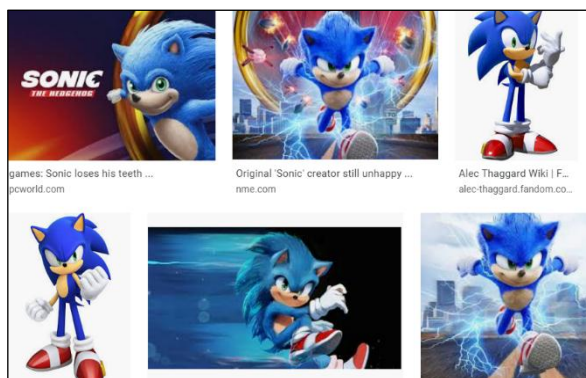 SONIC
THE HEDGEHOG
games: Sonic loses his teeth ...
pcworld.com
Original 'Sonic' creator still unhappy ...
nme.com
Alec Thaggard Wiki | F...
alec-thaggard.fandom.co...